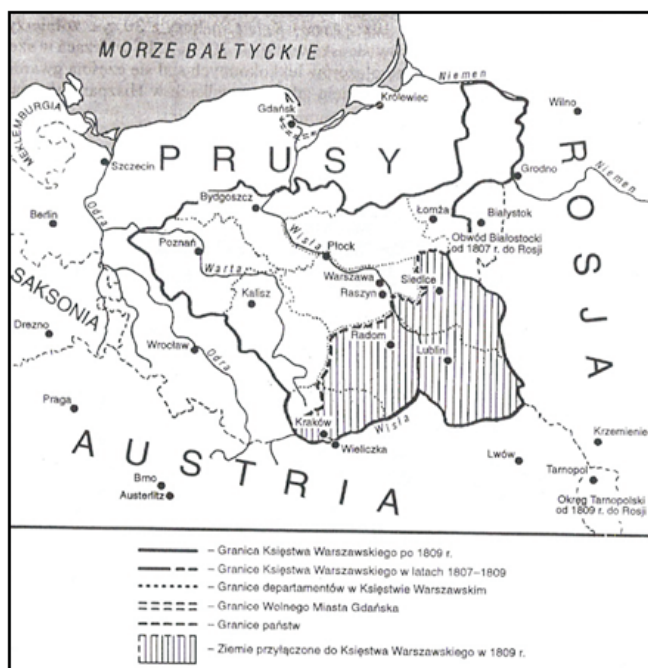 MORZE BAŁTYCKIE
Niemen
Wilno
Królewiec
Gdańsk
MEKLEMBURGIA
Szczecin
PRUSY
ROSJA
Niemen
Grodno
Bydgoszcz
Łomża
Białystok
Obwód Białostocki
od 1807 r. do Rosji
Odra
Berlin
Wisła
Płock
Poznań
Warta
Warszawa
Raszyn
Siedlce
Kalisz
SAKSONIA
Drezno
Wrocław
Odra
Radom
Lublin
Praga
Kraków
Wisła
Wieliczka
Lwów
Krzemienie
Tarnopol
Okręg Tarnopolski
od 1809 r. do Rosji
AUSTRIA
Brno
Austerlitz
– Granica Księstwa Warszawskiego po 1809 r.
– Granice Księstwa Warszawskiego w latach 1807–1809
– Granice departamentów w Księstwie Warszawskim
– Granice Wolnego Miasta Gdańska
– Granice państw
– Ziemie przyłączone do Księstwa Warszawskiego w 1809 r.